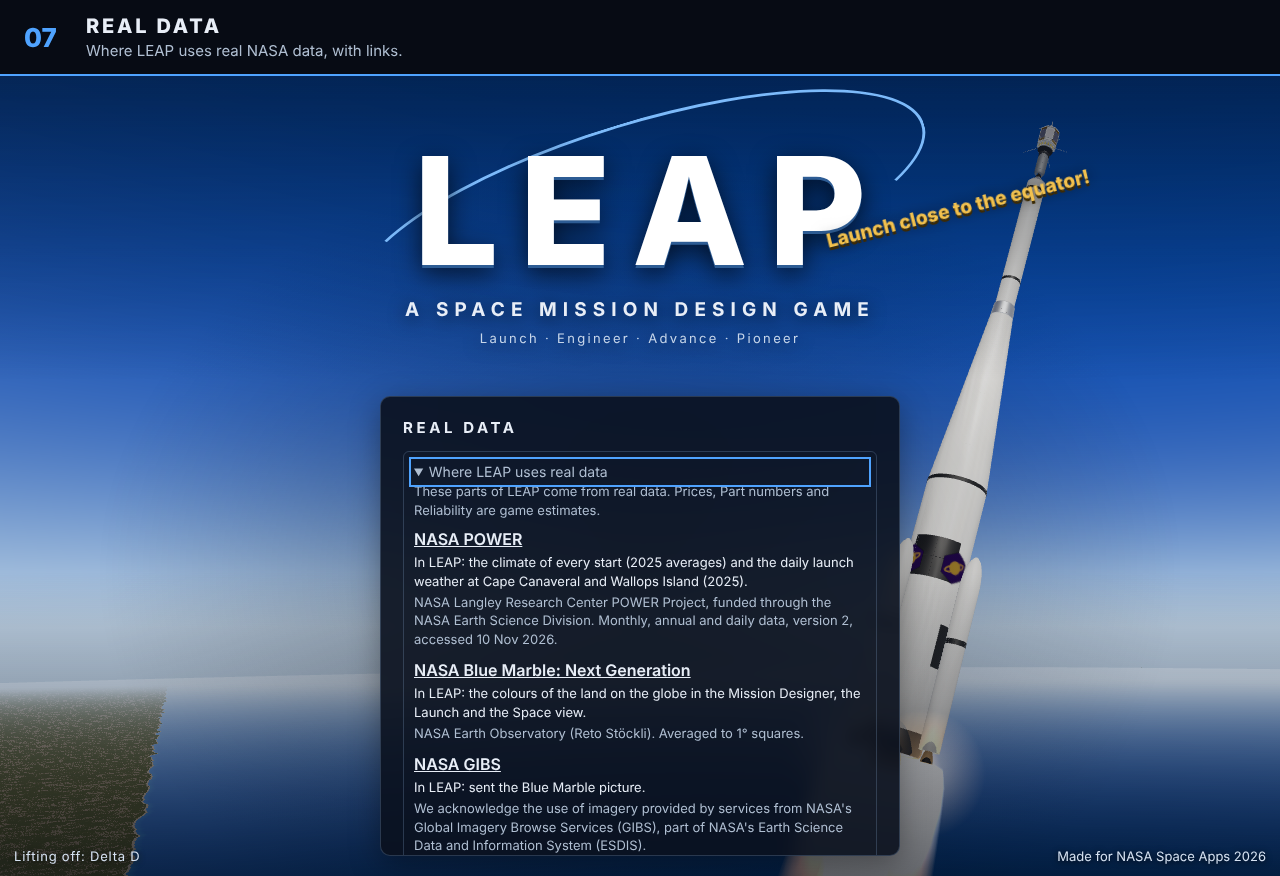 07
REAL DATA
Where LEAP uses real NASA data, with links.
LEAP
Launch close to the equator!
A SPACE MISSION DESIGN GAME
Launch · Engineer · Advance · Pioneer
REAL DATA
▼ Where LEAP uses real data
These parts of LEAP come from real data. Prices, Part numbers and
Reliability are game estimates.
NASA POWER
In LEAP: the climate of every start (2025 averages) and the daily launch
weather at Cape Canaveral and Wallops Island (2025).
NASA Langley Research Center POWER Project, funded through the
NASA Earth Science Division. Monthly, annual and daily data, version 2,
accessed 10 Nov 2026.
NASA Blue Marble: Next Generation
In LEAP: the colours of the land on the globe in the Mission Designer, the
Launch and the Space view.
NASA Earth Observatory (Reto Stöckli). Averaged to 1° squares.
NASA GIBS
In LEAP: sent the Blue Marble picture.
We acknowledge the use of imagery provided by services from NASA's
Global Imagery Browse Services (GIBS), part of NASA's Earth Science
Data and Information System (ESDIS).
Lifting off: Delta D
Made for NASA Space Apps 2026